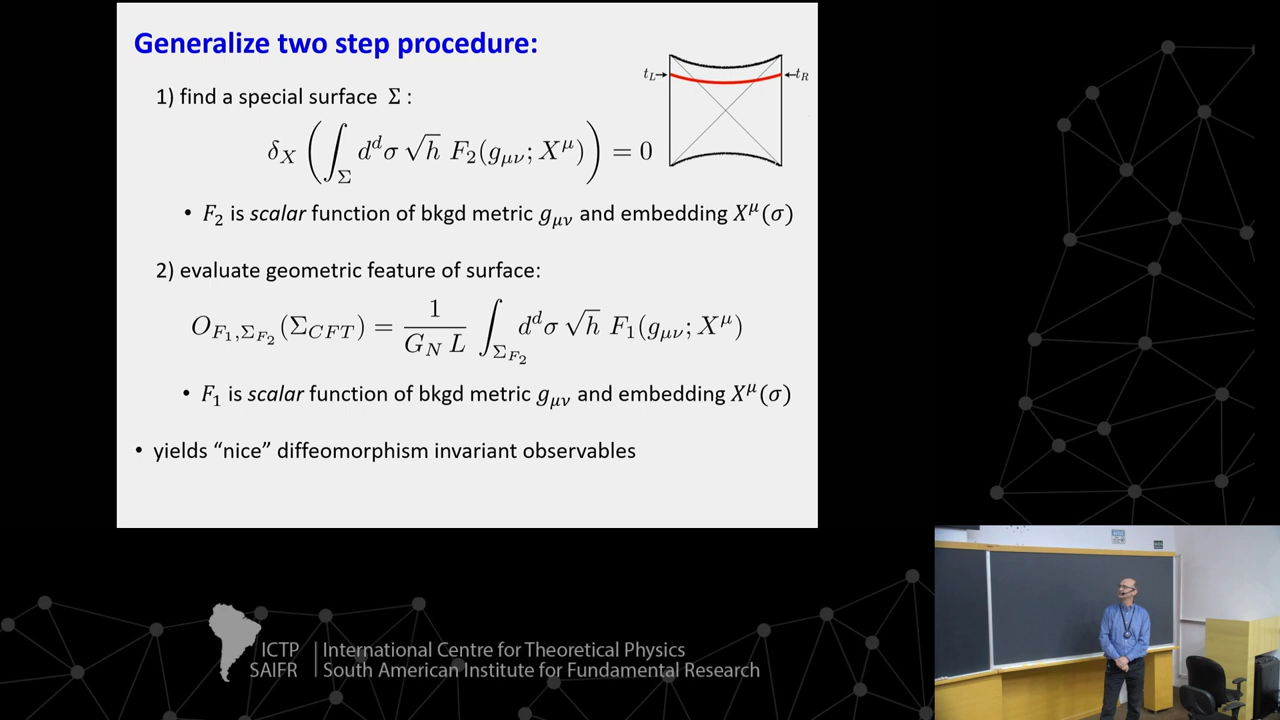 Generalize two step procedure:
t_L→ ←t_R
1) find a special surface Σ :
δ_X ( ∫_Σ d^dσ √h F_2(g_μν; X^μ) ) = 0
• F_2 is scalar function of bkgd metric g_μν and embedding X^μ(σ)
2) evaluate geometric feature of surface:
O_{F_1,Σ_{F_2}}(Σ_CFT) = 1/(G_N L) ∫_{Σ_{F_2}} d^dσ √h F_1(g_μν; X^μ)
• F_1 is scalar function of bkgd metric g_μν and embedding X^μ(σ)
• yields “nice” diffeomorphism invariant observables
ICTP International Centre for Theoretical Physics
SAIFR South American Institute for Fundamental Research